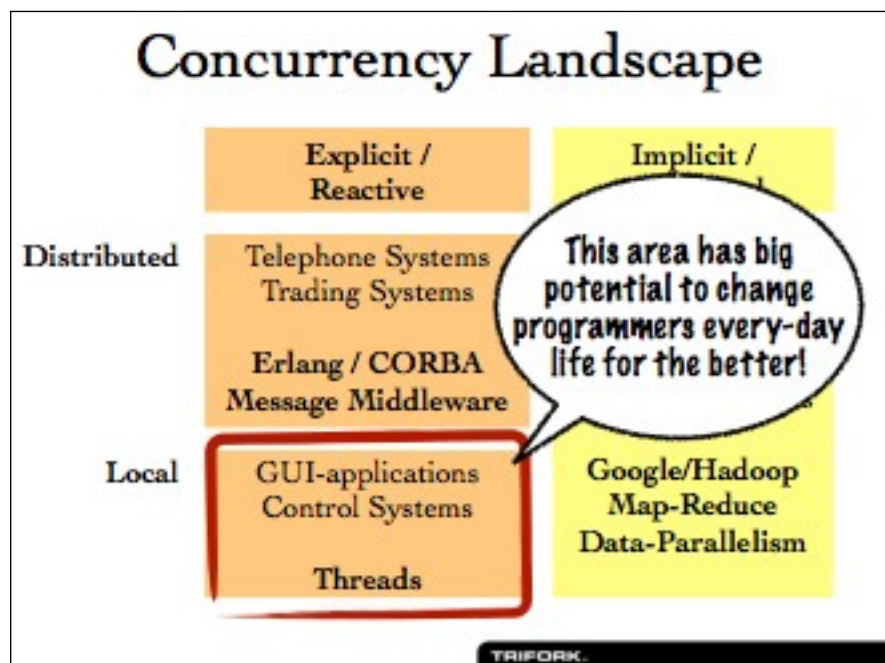 Concurrency Landscape
Explicit /
Reactive
Implicit /
Distributed
Telephone Systems
Trading Systems
Erlang / CORBA
Message Middleware
This area has big
potential to change
programmers every-day
life for the better!
Local
GUI-applications
Control Systems
Threads
Google/Hadoop
Map-Reduce
Data-Parallelism
TRIFORK.